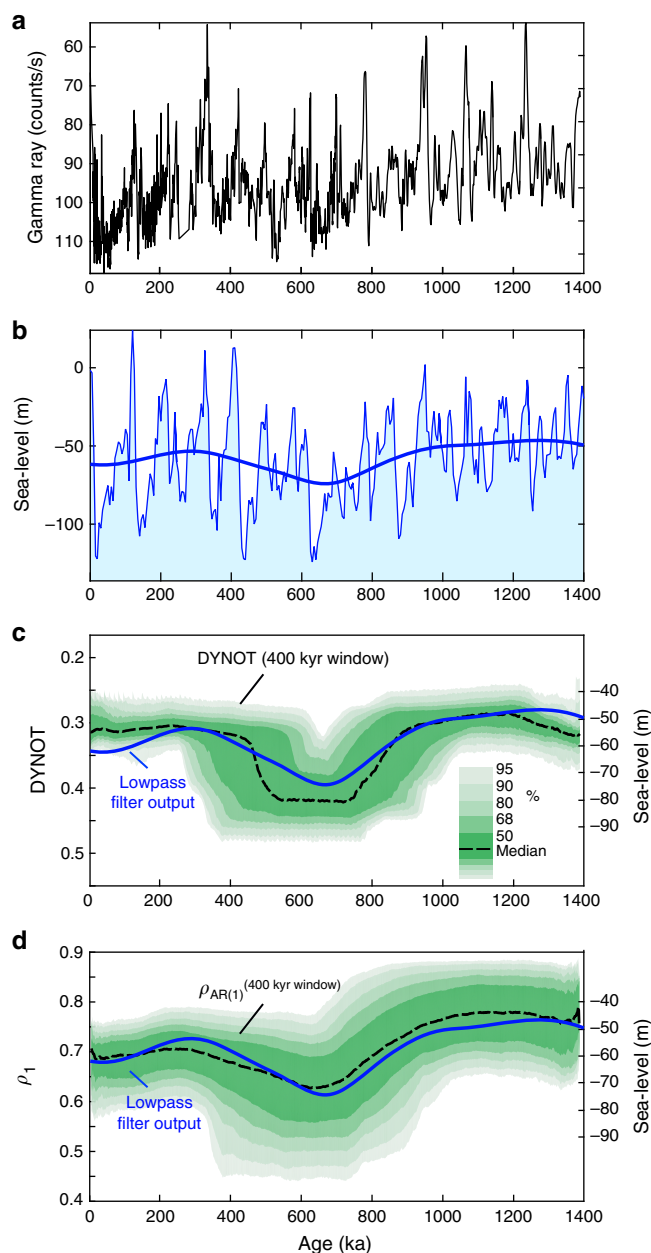 a
60
70
80
90
100
110
Gamma ray (counts/s)
0 200 400 600 800 1000 1200 1400
b
0
−50
−100
Sea-level (m)
0 200 400 600 800 1000 1200 1400
c
0.2
0.3
0.4
0.5
DYNOT
DYNOT (400 kyr window)
Lowpass
filter output
95
90
80
68
50
%
Median
−40
−50
−60
−70
−80
−90
Sea-level (m)
0 200 400 600 800 1000 1200 1400
d
0.9
0.8
0.7
0.6
0.5
0.4
ρ1
ρAR(1) (400 kyr window)
Lowpass
filter output
−40
−50
−60
−70
−80
−90
Sea-level (m)
0 200 400 600 800 1000 1200 1400
Age (ka)